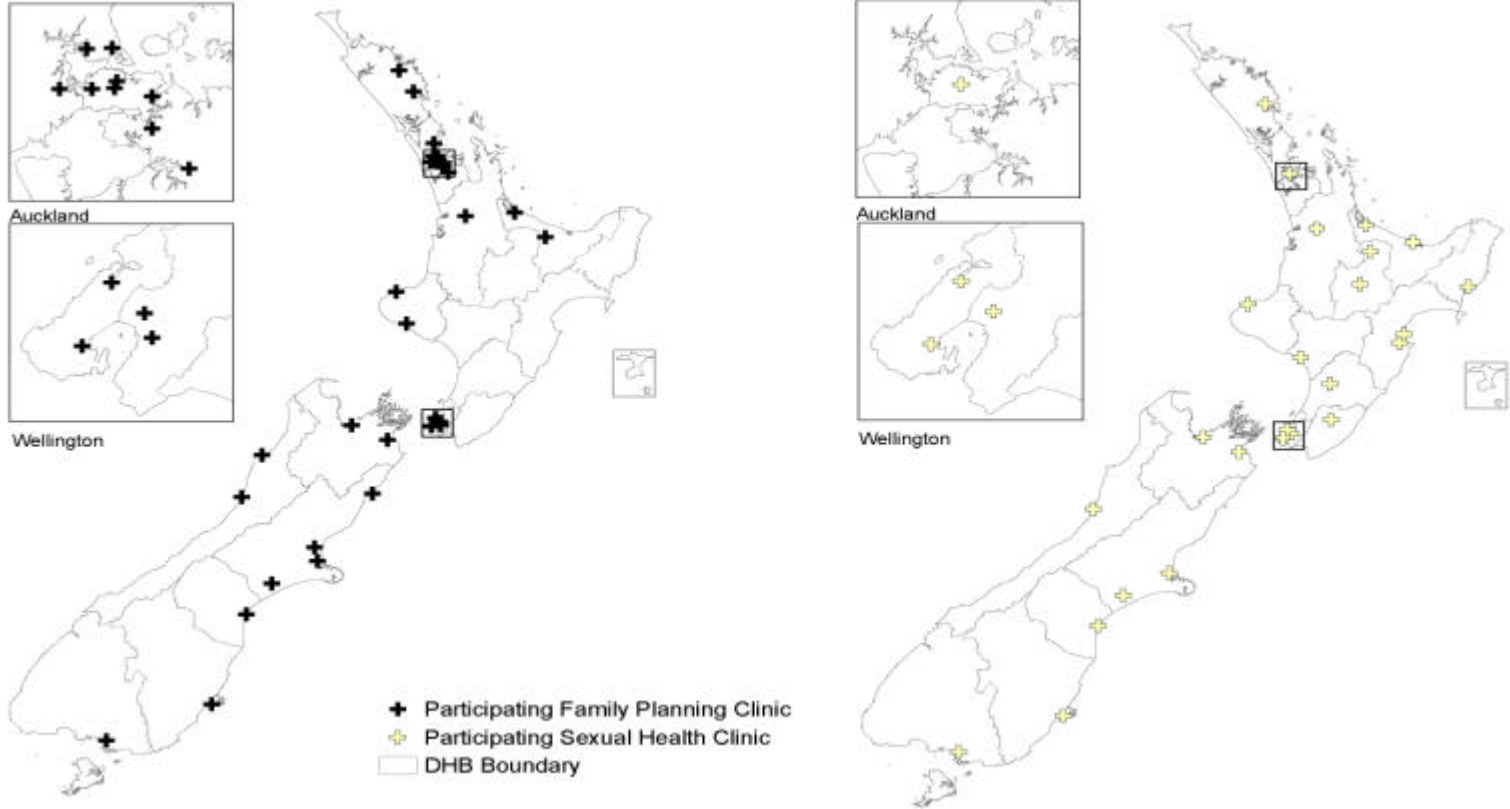 Auckland
Wellington
Participating Family Planning Clinic
Participating Sexual Health Clinic
DHB Boundary
Auckland
Wellington